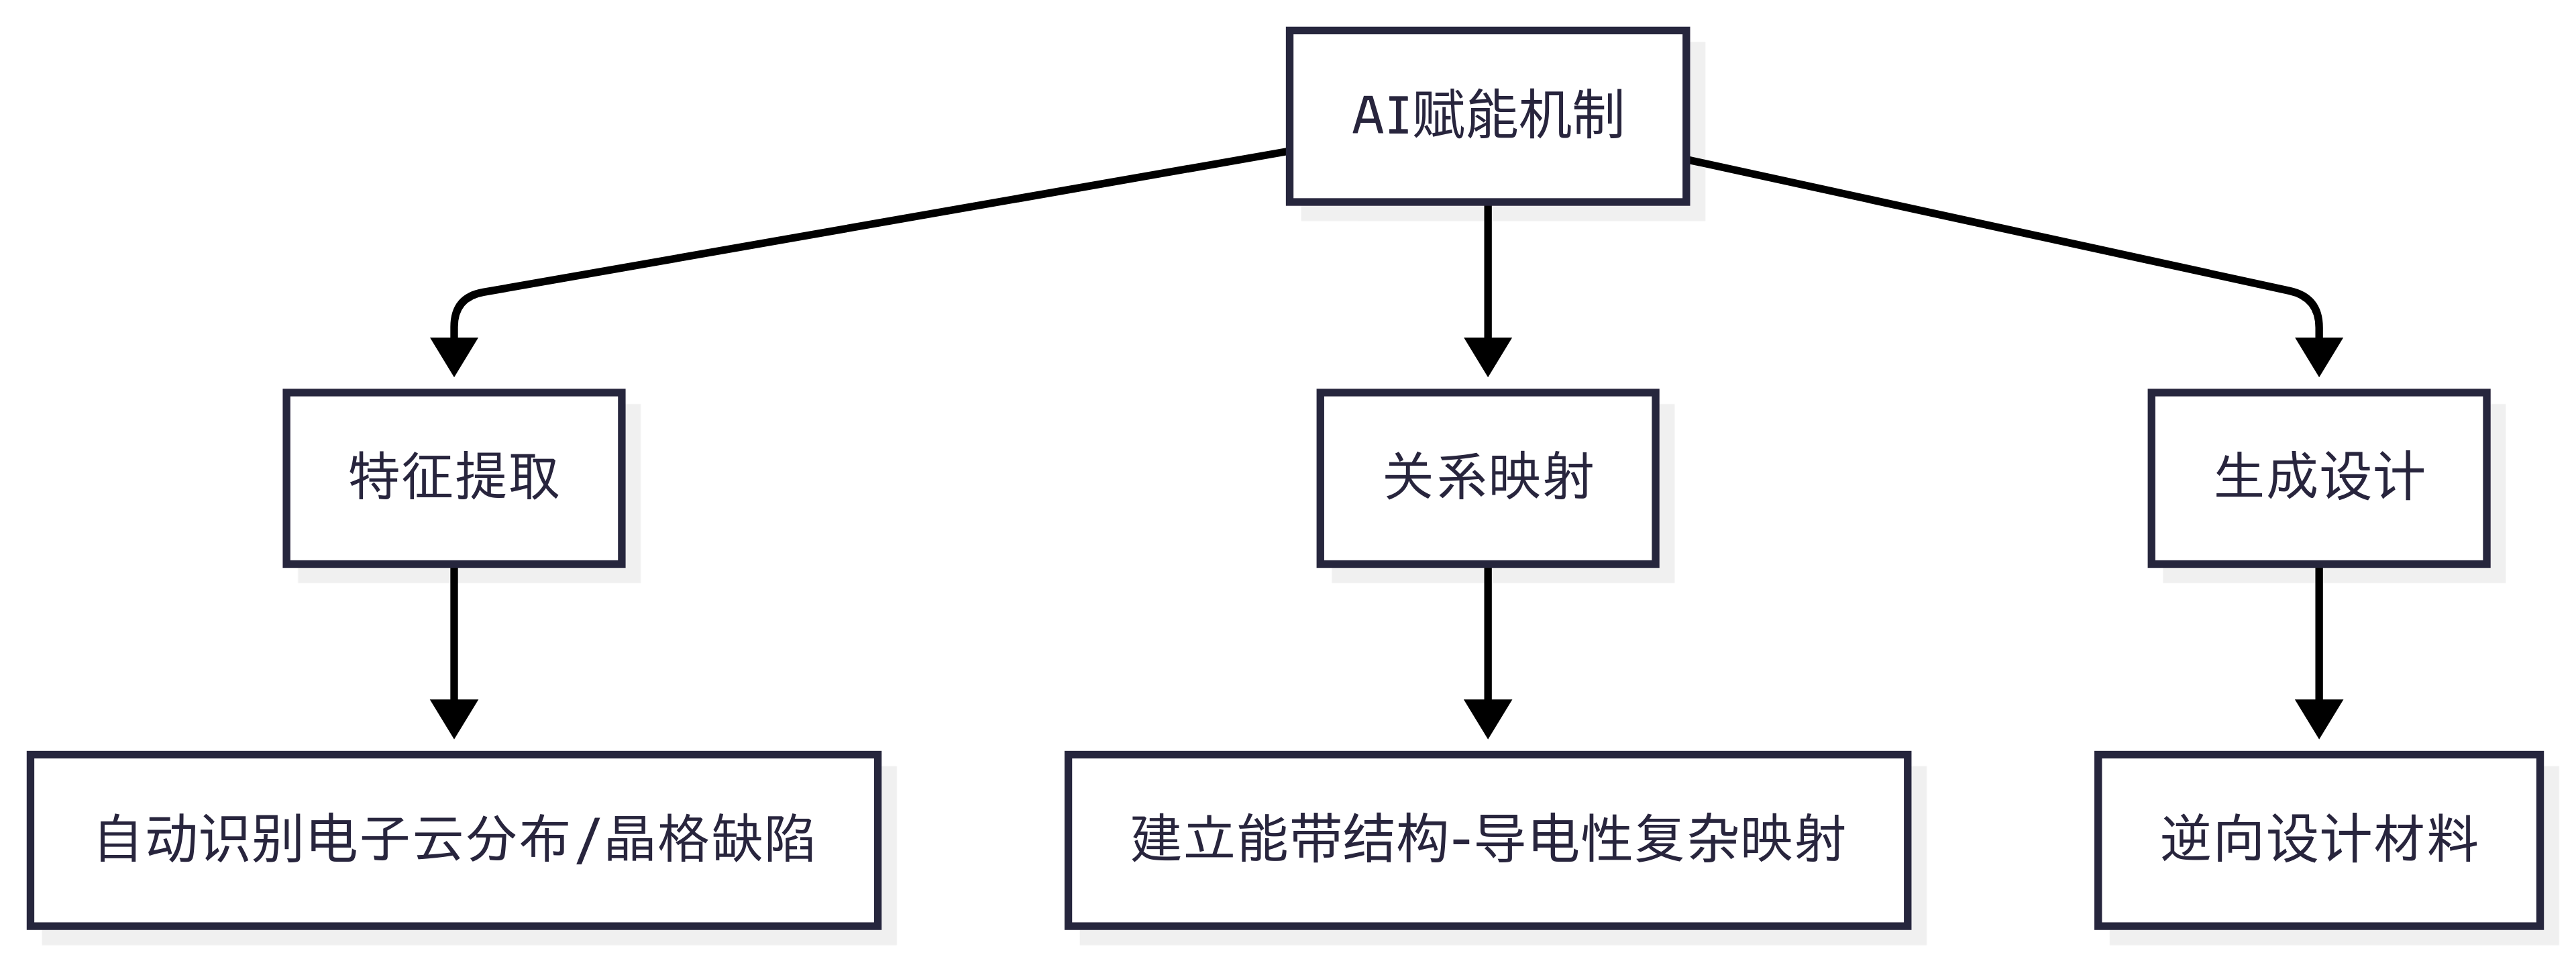 AI赋能机制
特征提取
关系映射
生成设计
自动识别电子云分布/晶格缺陷
建立能带结构-导电性复杂映射
逆向设计材料